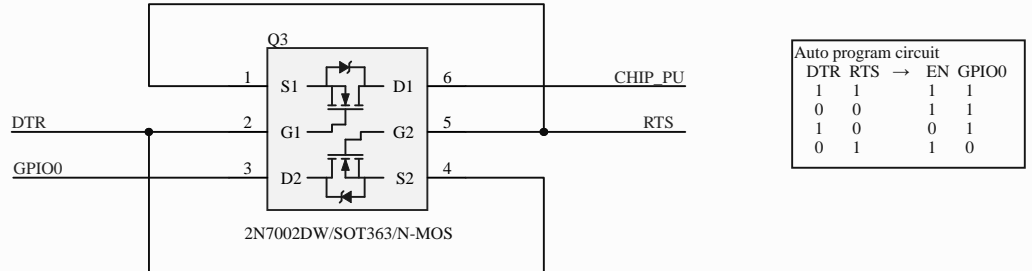 Q3
1 S1 D1 6 CHIP_PU
DTR 2 G1 G2 5 RTS
GPIO0 3 D2 S2 4
2N7002DW/SOT363/N-MOS
Auto program circuit
DTR RTS → EN GPIO0
1 1 1 1
0 0 1 1
1 0 0 1
0 1 1 0